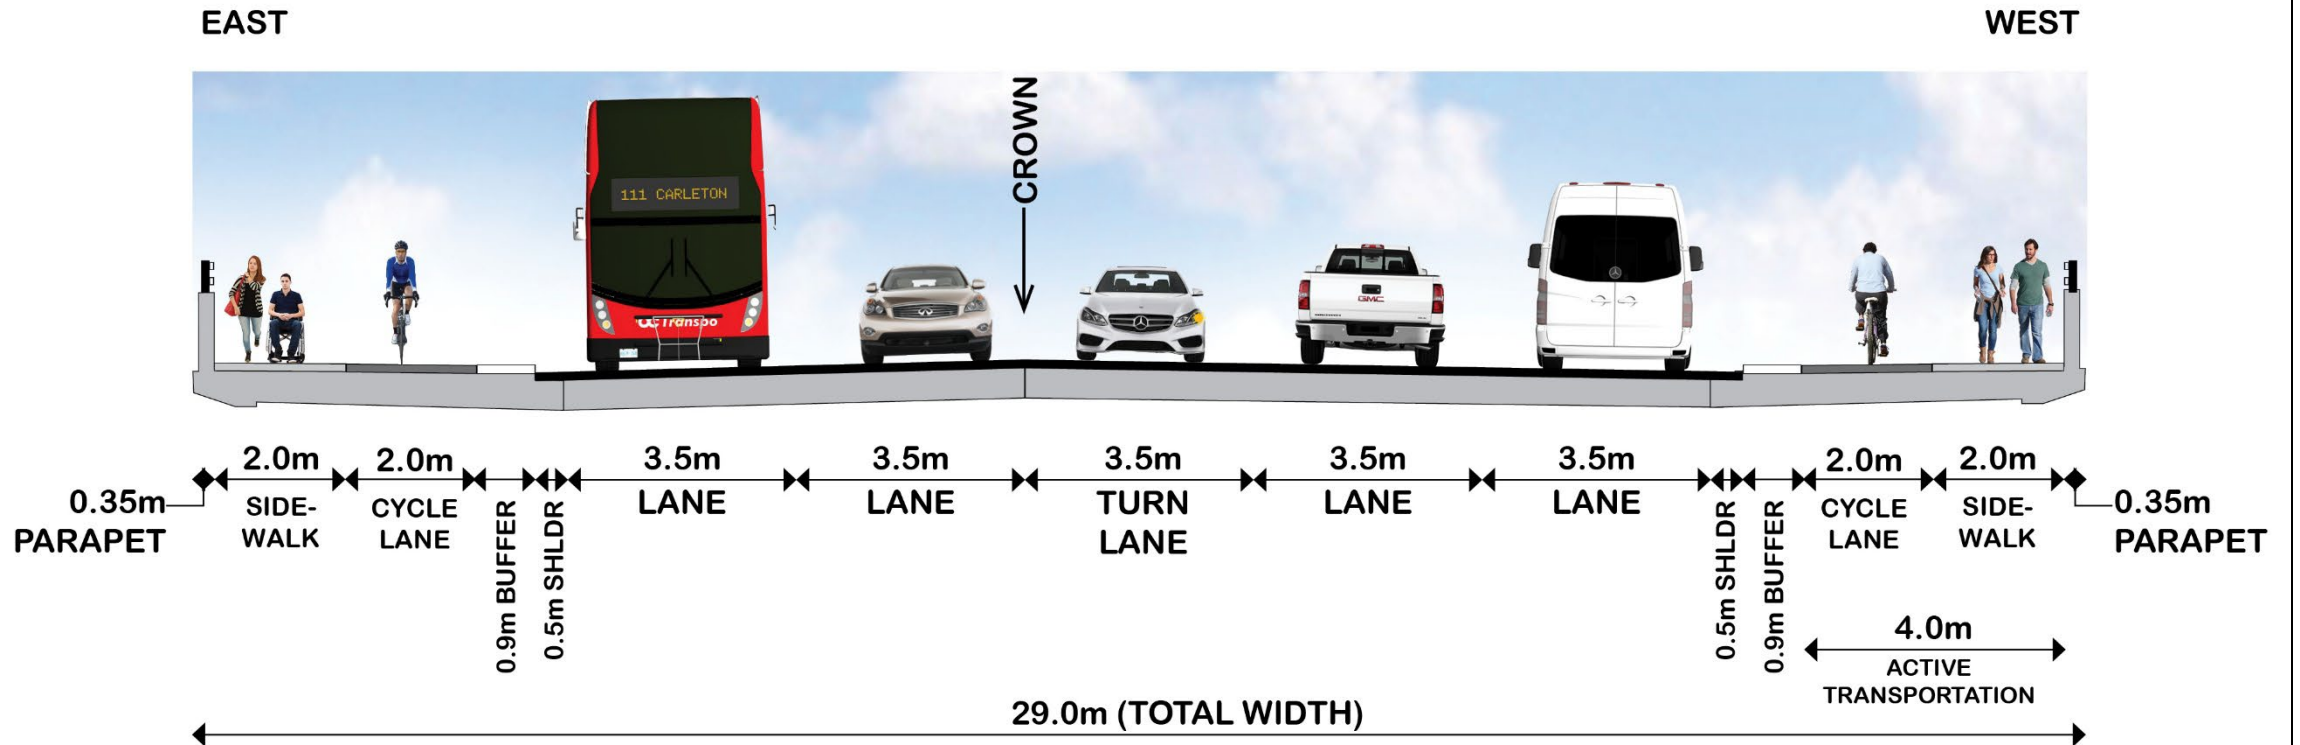 EAST
WEST
CROWN
111 CARLETON
OC Transpo
GMC
2.0m
2.0m
3.5m
3.5m
3.5m
3.5m
3.5m
2.0m
2.0m
0.35m
PARAPET
SIDE-
WALK
CYCLE
LANE
0.9m BUFFER
0.5m SHLDR
LANE
LANE
TURN
LANE
LANE
LANE
0.5m SHLDR
0.9m BUFFER
CYCLE
LANE
SIDE-
WALK
0.35m
PARAPET
4.0m
ACTIVE
TRANSPORTATION
29.0m (TOTAL WIDTH)